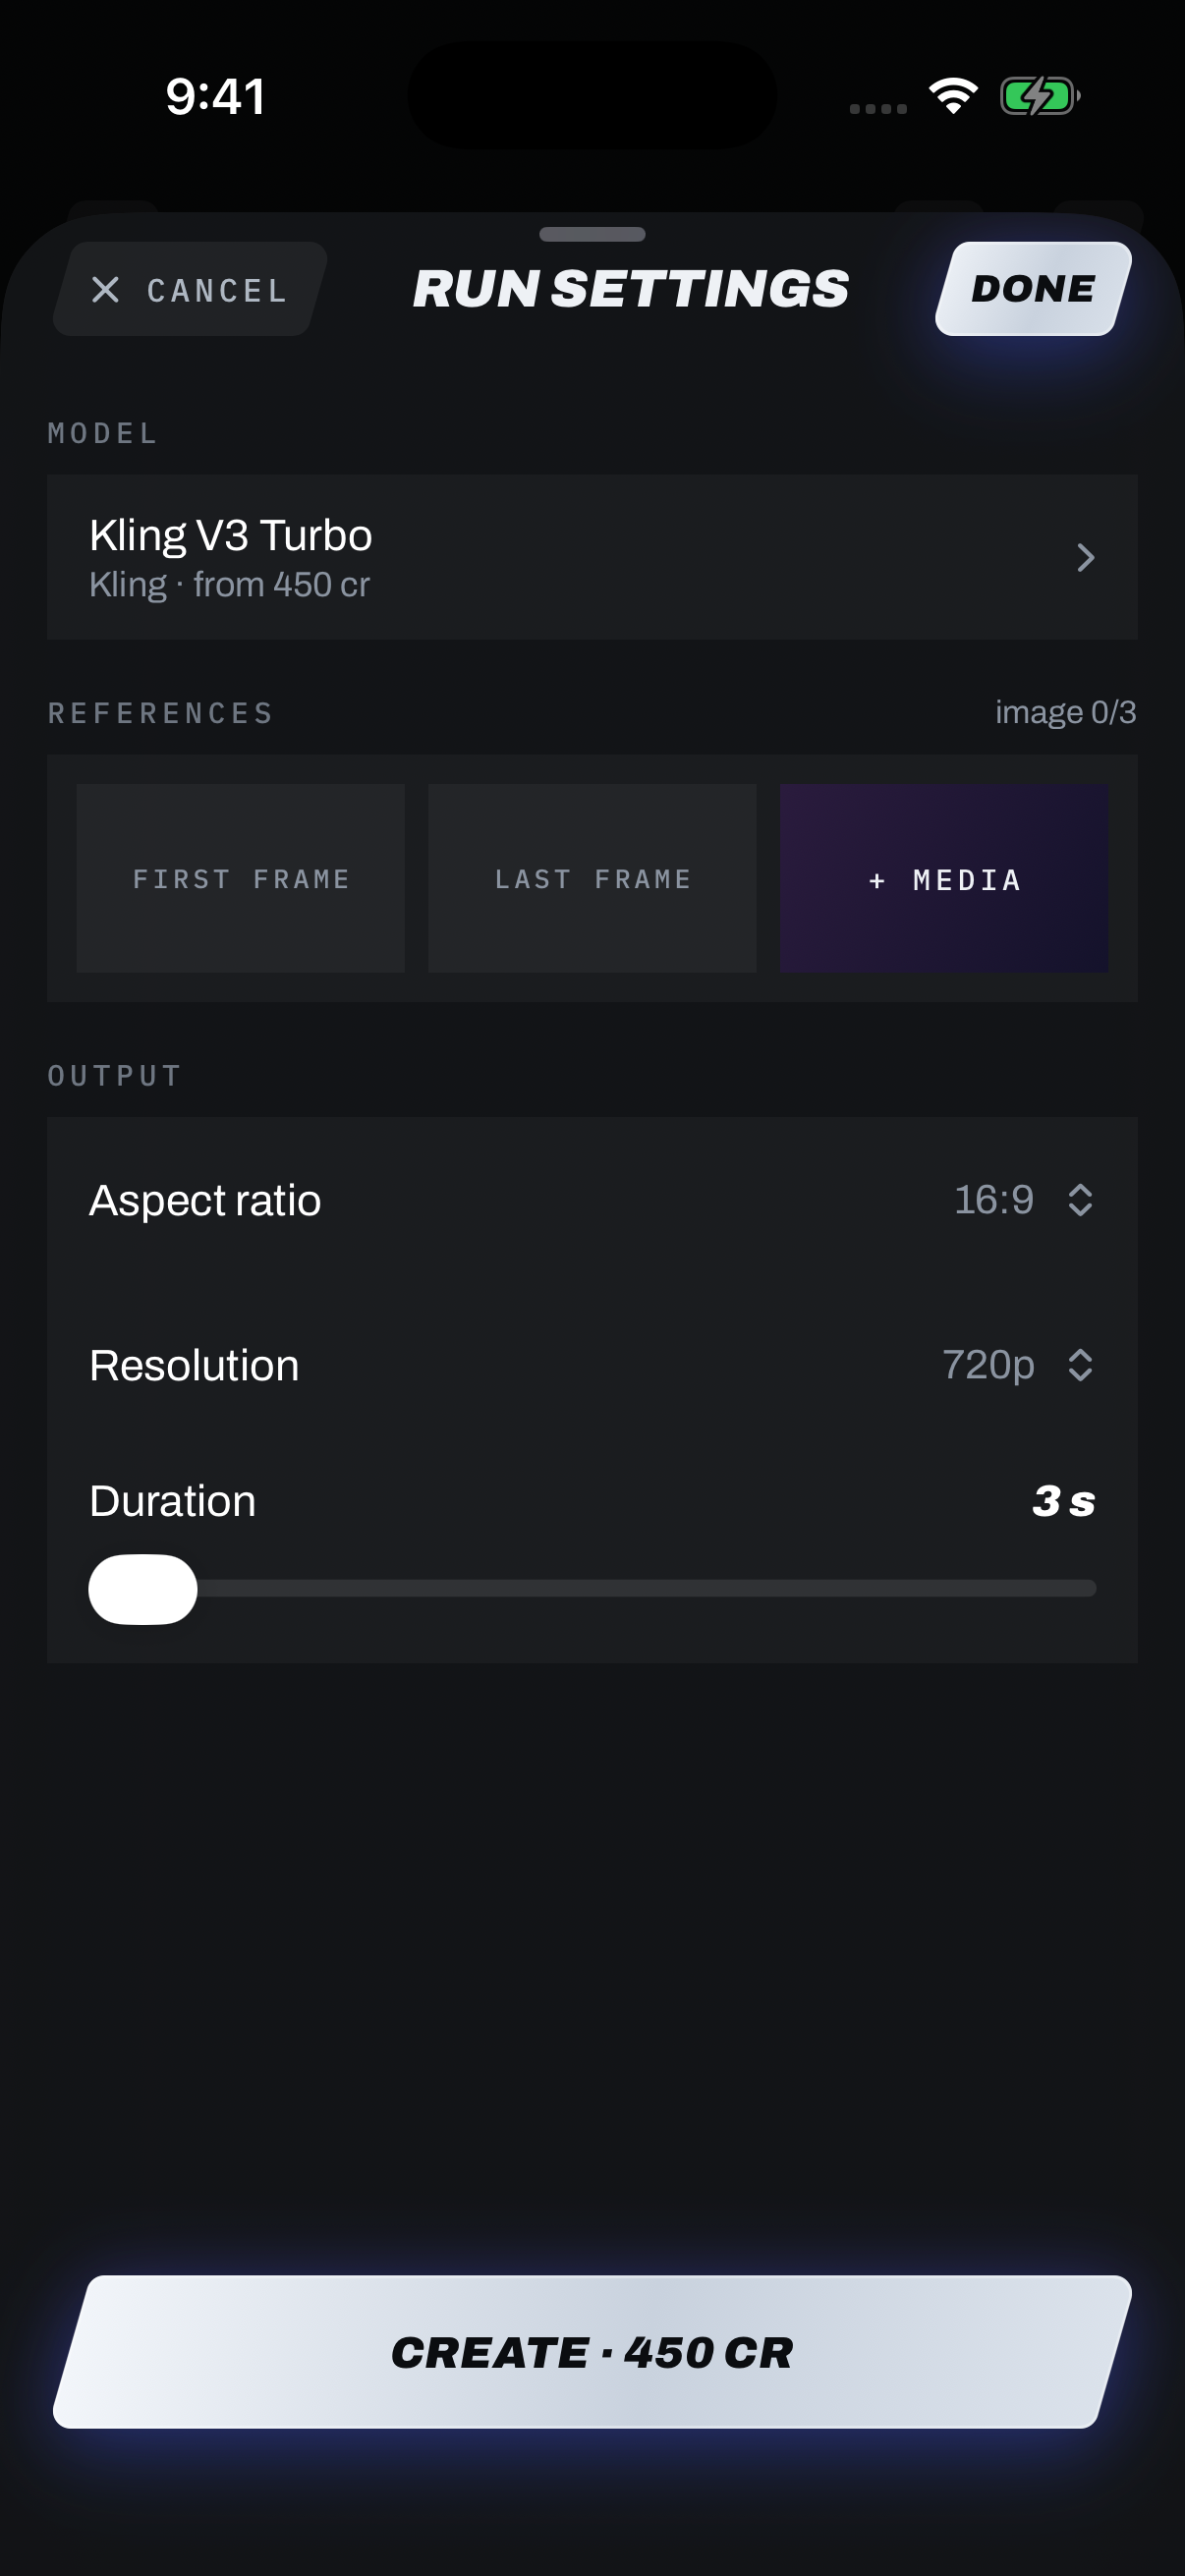 9:41
CANCEL
RUN SETTINGS
DONE
MODEL
Kling V3 Turbo
Kling · from 450 cr
REFERENCES
image 0/3
FIRST FRAME
LAST FRAME
+ MEDIA
OUTPUT
Aspect ratio
16:9
Resolution
720p
Duration
3 s
CREATE · 450 CR